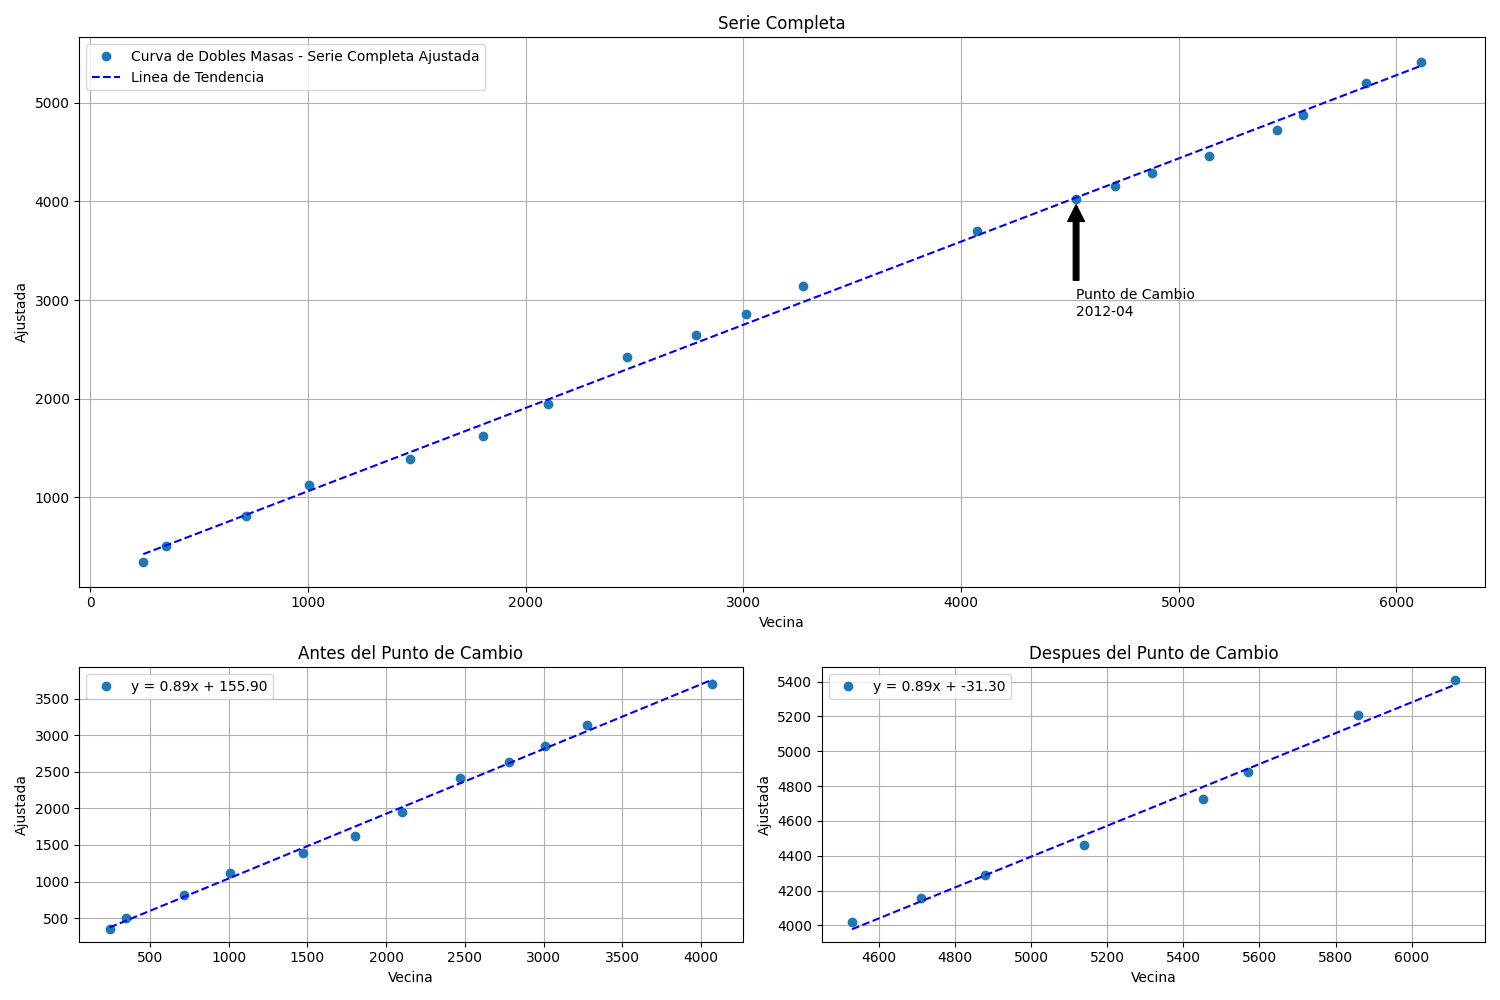 Serie Completa
Curva de Dobles Masas - Serie Completa Ajustada
Linea de Tendencia
5000
4000
3000
2000
1000
Ajustada
Punto de Cambio
2012-04
0 1000 2000 3000 4000 5000 6000
Vecina
Antes del Punto de Cambio
y = 0.89x + 155.90
3500
3000
2500
2000
1500
1000
500
Ajustada
500 1000 1500 2000 2500 3000 3500 4000
Vecina
Despues del Punto de Cambio
y = 0.89x + -31.30
5400
5200
5000
4800
4600
4400
4200
4000
Ajustada
4600 4800 5000 5200 5400 5600 5800 6000
Vecina